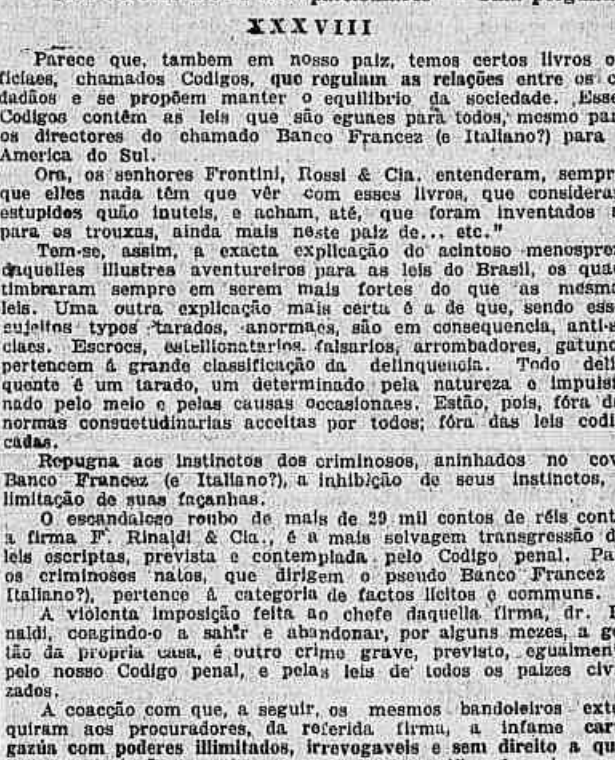 XXXVIII
Parece que, tambem em nosso paiz, temos certos livros o
ficiaes, chamados Codigos, que regulam as relações entre os c
dadãos e se propõem manter o equilibrio da sociedade. Esse
Codigos contêm as leis que são eguaes para todos, mesmo par
os directores do chamado Banco Francez (e Italiano?) para
America do Sul.
Ora, os senhores Frontini, Rossi & Cia. entenderam, sempr
que elles nada têm que vêr com esses livros, que considera
estupidos quão inuteis, e acham, até, que foram inventados
para os trouxas, ainda mais neste paiz de... etc."
Tem-se, assim, a exacta explicação do acintoso menosprez
daquelles illustres aventureiros para as leis do Brasil, os qua
timbraram sempre em serem mais fortes do que as mesma
leis. Uma outra explicação mais certa é a de que, sendo esse
sujeitos typos tarados, anormaes, são em consequencia, anti-s
ciaes. Escrocs, estellionatarios, falsarios, arrombadores, gatuno
pertencem á grande classificação da delinquencia. Todo deli
quente é um tarado, um determinado pela natureza e impulsi
nado pelo meio e pelas causas occasionaes. Estão, pois, fóra da
normas consuetudinarias acceitas por todos; fóra das leis codi
cadas.
Repugna aos instinctos dos criminosos, aninhados no cov
Banco Francez (e Italiano?), a inhibição de seus instinctos,
limitação de suas façanhas.
O escandaloso roubo de mais de 29 mil contos de réis cont
a firma F. Rinaldi & Cia., é a mais selvagem transgressão d
leis escriptas, prevista e contemplada pelo Codigo penal. Pa
os criminosos natos, que dirigem o pseudo Banco Francez
Italiano?), pertence á categoria de factos licitos e communs.
A violenta imposição feita ao chefe daquella firma, dr.
naldi, coagindo-o a sahir e abandonar, por alguns mezes, a ge
tão da propria casa, é outro crime grave, previsto, egualmen
pelo nosso Codigo penal, e pelas leis de todos os paizes civ
zados.
A coacção com que, a seguir, os mesmos bandoleiros exto
quiram aos procuradores, da referida firma, a infame car
gazúa com poderes illimitados, irrevogaveis e sem direito a qu